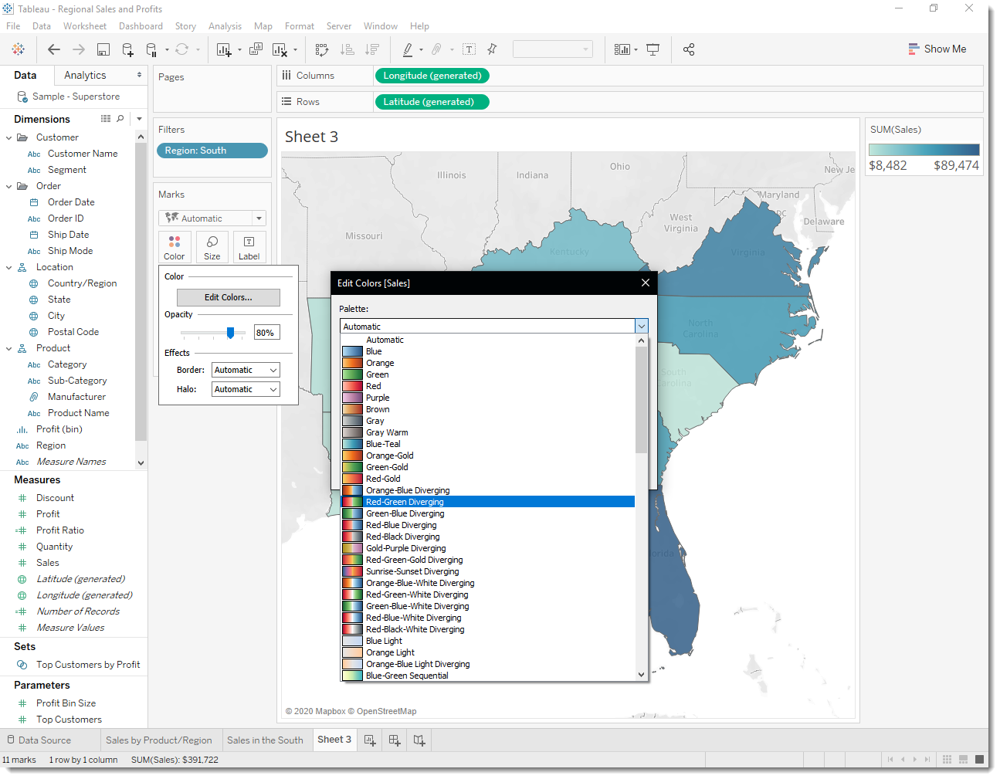 Tableau - Regional Sales and Profits
File Data Worksheet Dashboard Story Analysis Map Format Server Window Help
Show Me
Data Analytics
Sample - Superstore
Dimensions
Customer
Abc Customer Name
Abc Segment
Order
Order Date
Abc Order ID
Ship Date
Abc Ship Mode
Location
Country/Region
State
City
Postal Code
Product
Abc Category
Abc Sub-Category
Manufacturer
Abc Product Name
Profit (bin)
Abc Region
Abc Measure Names
Measures
Discount
Profit
Profit Ratio
Quantity
Sales
Latitude (generated)
Longitude (generated)
Number of Records
Measure Values
Sets
Top Customers by Profit
Parameters
Profit Bin Size
Top Customers
Pages
Filters
Region: South
Marks
Automatic
Color Size Label
Color
Edit Colors...
Opacity
80%
Effects
Border: Automatic
Halo: Automatic
Columns Longitude (generated)
Rows Latitude (generated)
Sheet 3
Illinois
Indiana
Ohio
New Je
Maryland
DC
Delaware
West
Virginia
Missouri
Kentucky
Virginia
North
Carolina
South
Carolina
lorida
Edit Colors [Sales]
Palette:
Automatic
Automatic
Blue
Orange
Green
Red
Purple
Brown
Gray
Gray Warm
Blue-Teal
Orange-Gold
Green-Gold
Red-Gold
Orange-Blue Diverging
Red-Green Diverging
Green-Blue Diverging
Red-Blue Diverging
Red-Black Diverging
Gold-Purple Diverging
Red-Green-Gold Diverging
Sunrise-Sunset Diverging
Orange-Blue-White Diverging
Red-Green-White Diverging
Green-Blue-White Diverging
Red-Blue-White Diverging
Red-Black-White Diverging
Blue Light
Orange Light
Orange-Blue Light Diverging
Blue-Green Sequential
© 2020 Mapbox © OpenStreetMap
SUM(Sales)
$8,482 $89,474
Data Source Sales by Product/Region Sales in the South Sheet 3
11 marks 1 row by 1 column SUM(Sales): $391,722